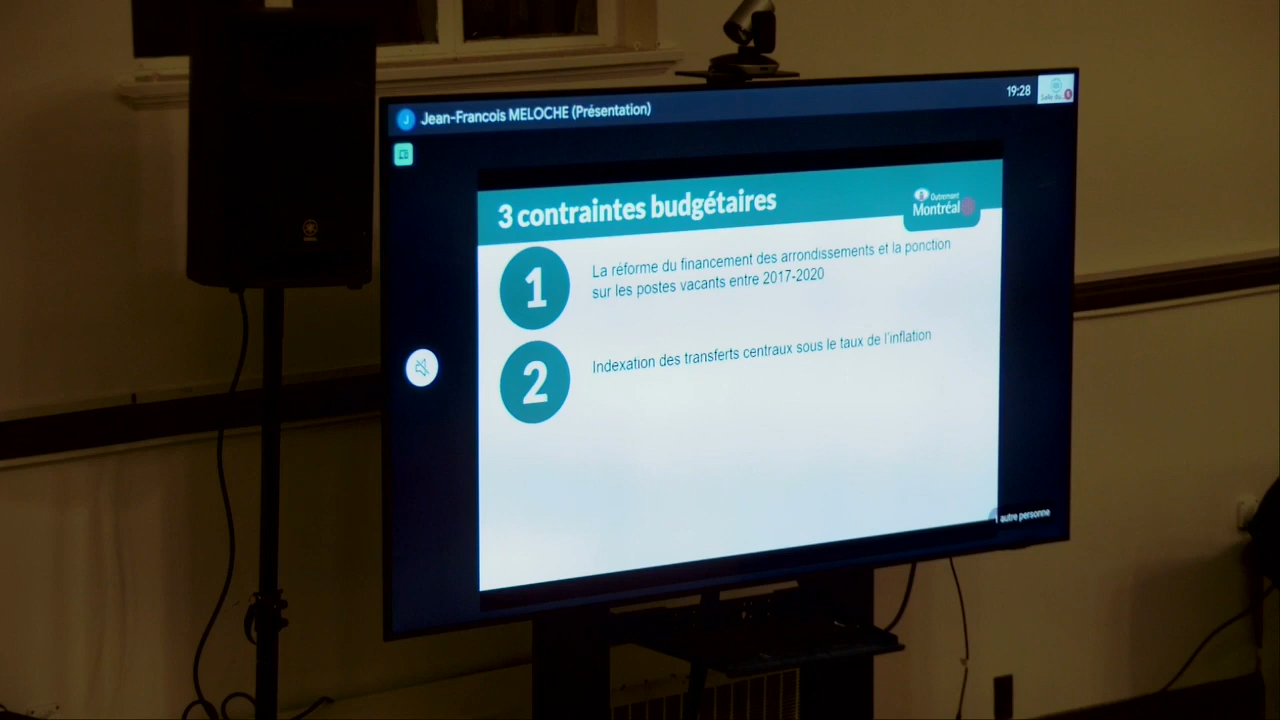 Jean-Francois MELOCHE (Présentation)
19:28
3 contraintes budgétaires
Outremont
Montréal
1
La réforme du financement des arrondissements et la ponction
sur les postes vacants entre 2017-2020
2
Indexation des transferts centraux sous le taux de l'inflation
1 autre personne